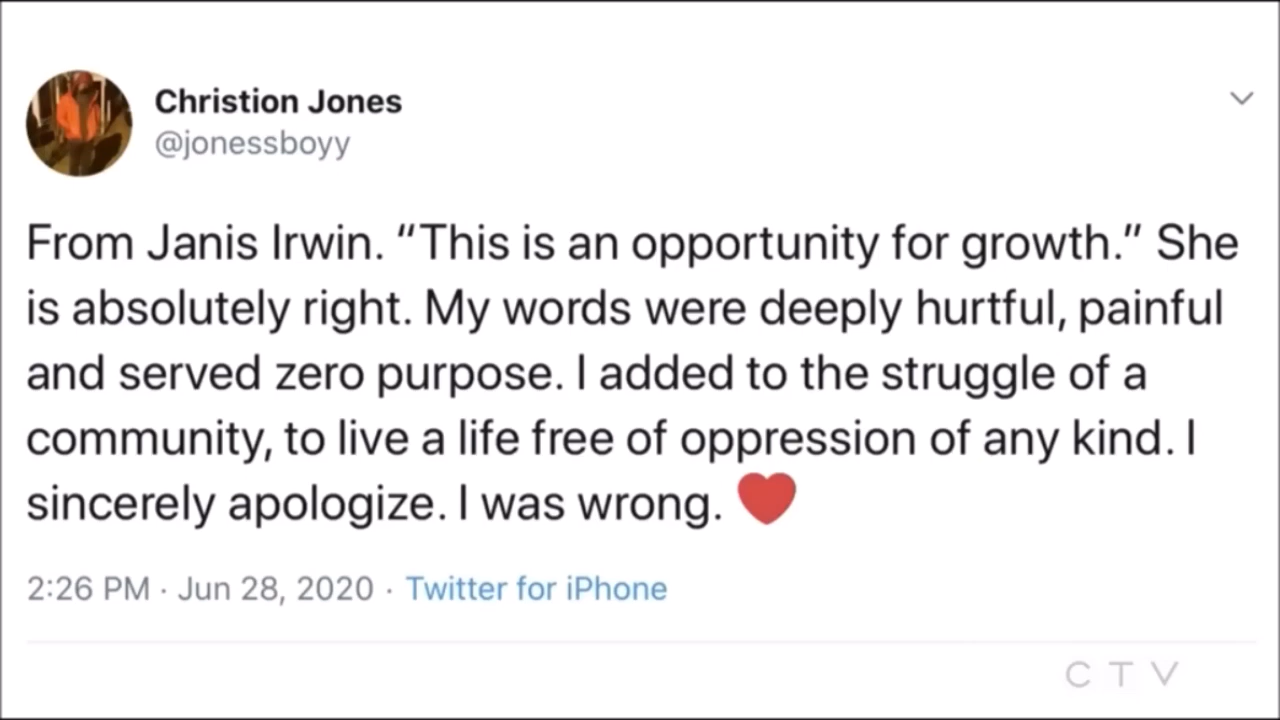 Christion Jones
@jonessboyy
From Janis Irwin. “This is an opportunity for growth.” She
is absolutely right. My words were deeply hurtful, painful
and served zero purpose. I added to the struggle of a
community, to live a life free of oppression of any kind. I
sincerely apologize. I was wrong. ❤️
2:26 PM · Jun 28, 2020 · Twitter for iPhone
CTV